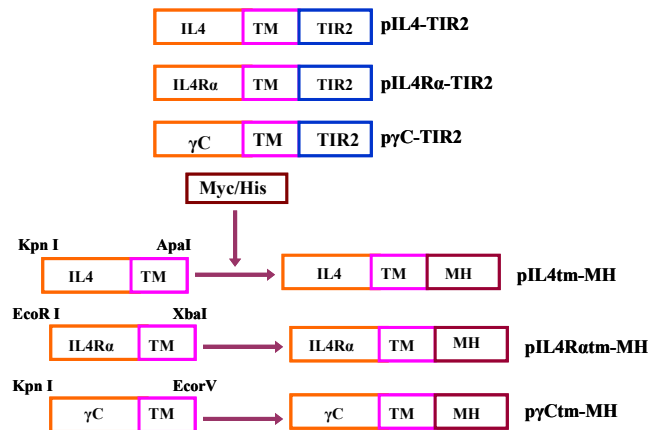 IL4 TM TIR2 pIL4-TIR2
IL4Rα TM TIR2 pIL4Rα-TIR2
γC TM TIR2 pγC-TIR2
Myc/His
Kpn I ApaI
IL4 TM IL4 TM MH pIL4tm-MH
EcoR I XbaI
IL4Rα TM IL4Rα TM MH pIL4Rαtm-MH
Kpn I EcorV
γC TM γC TM MH pγCtm-MH